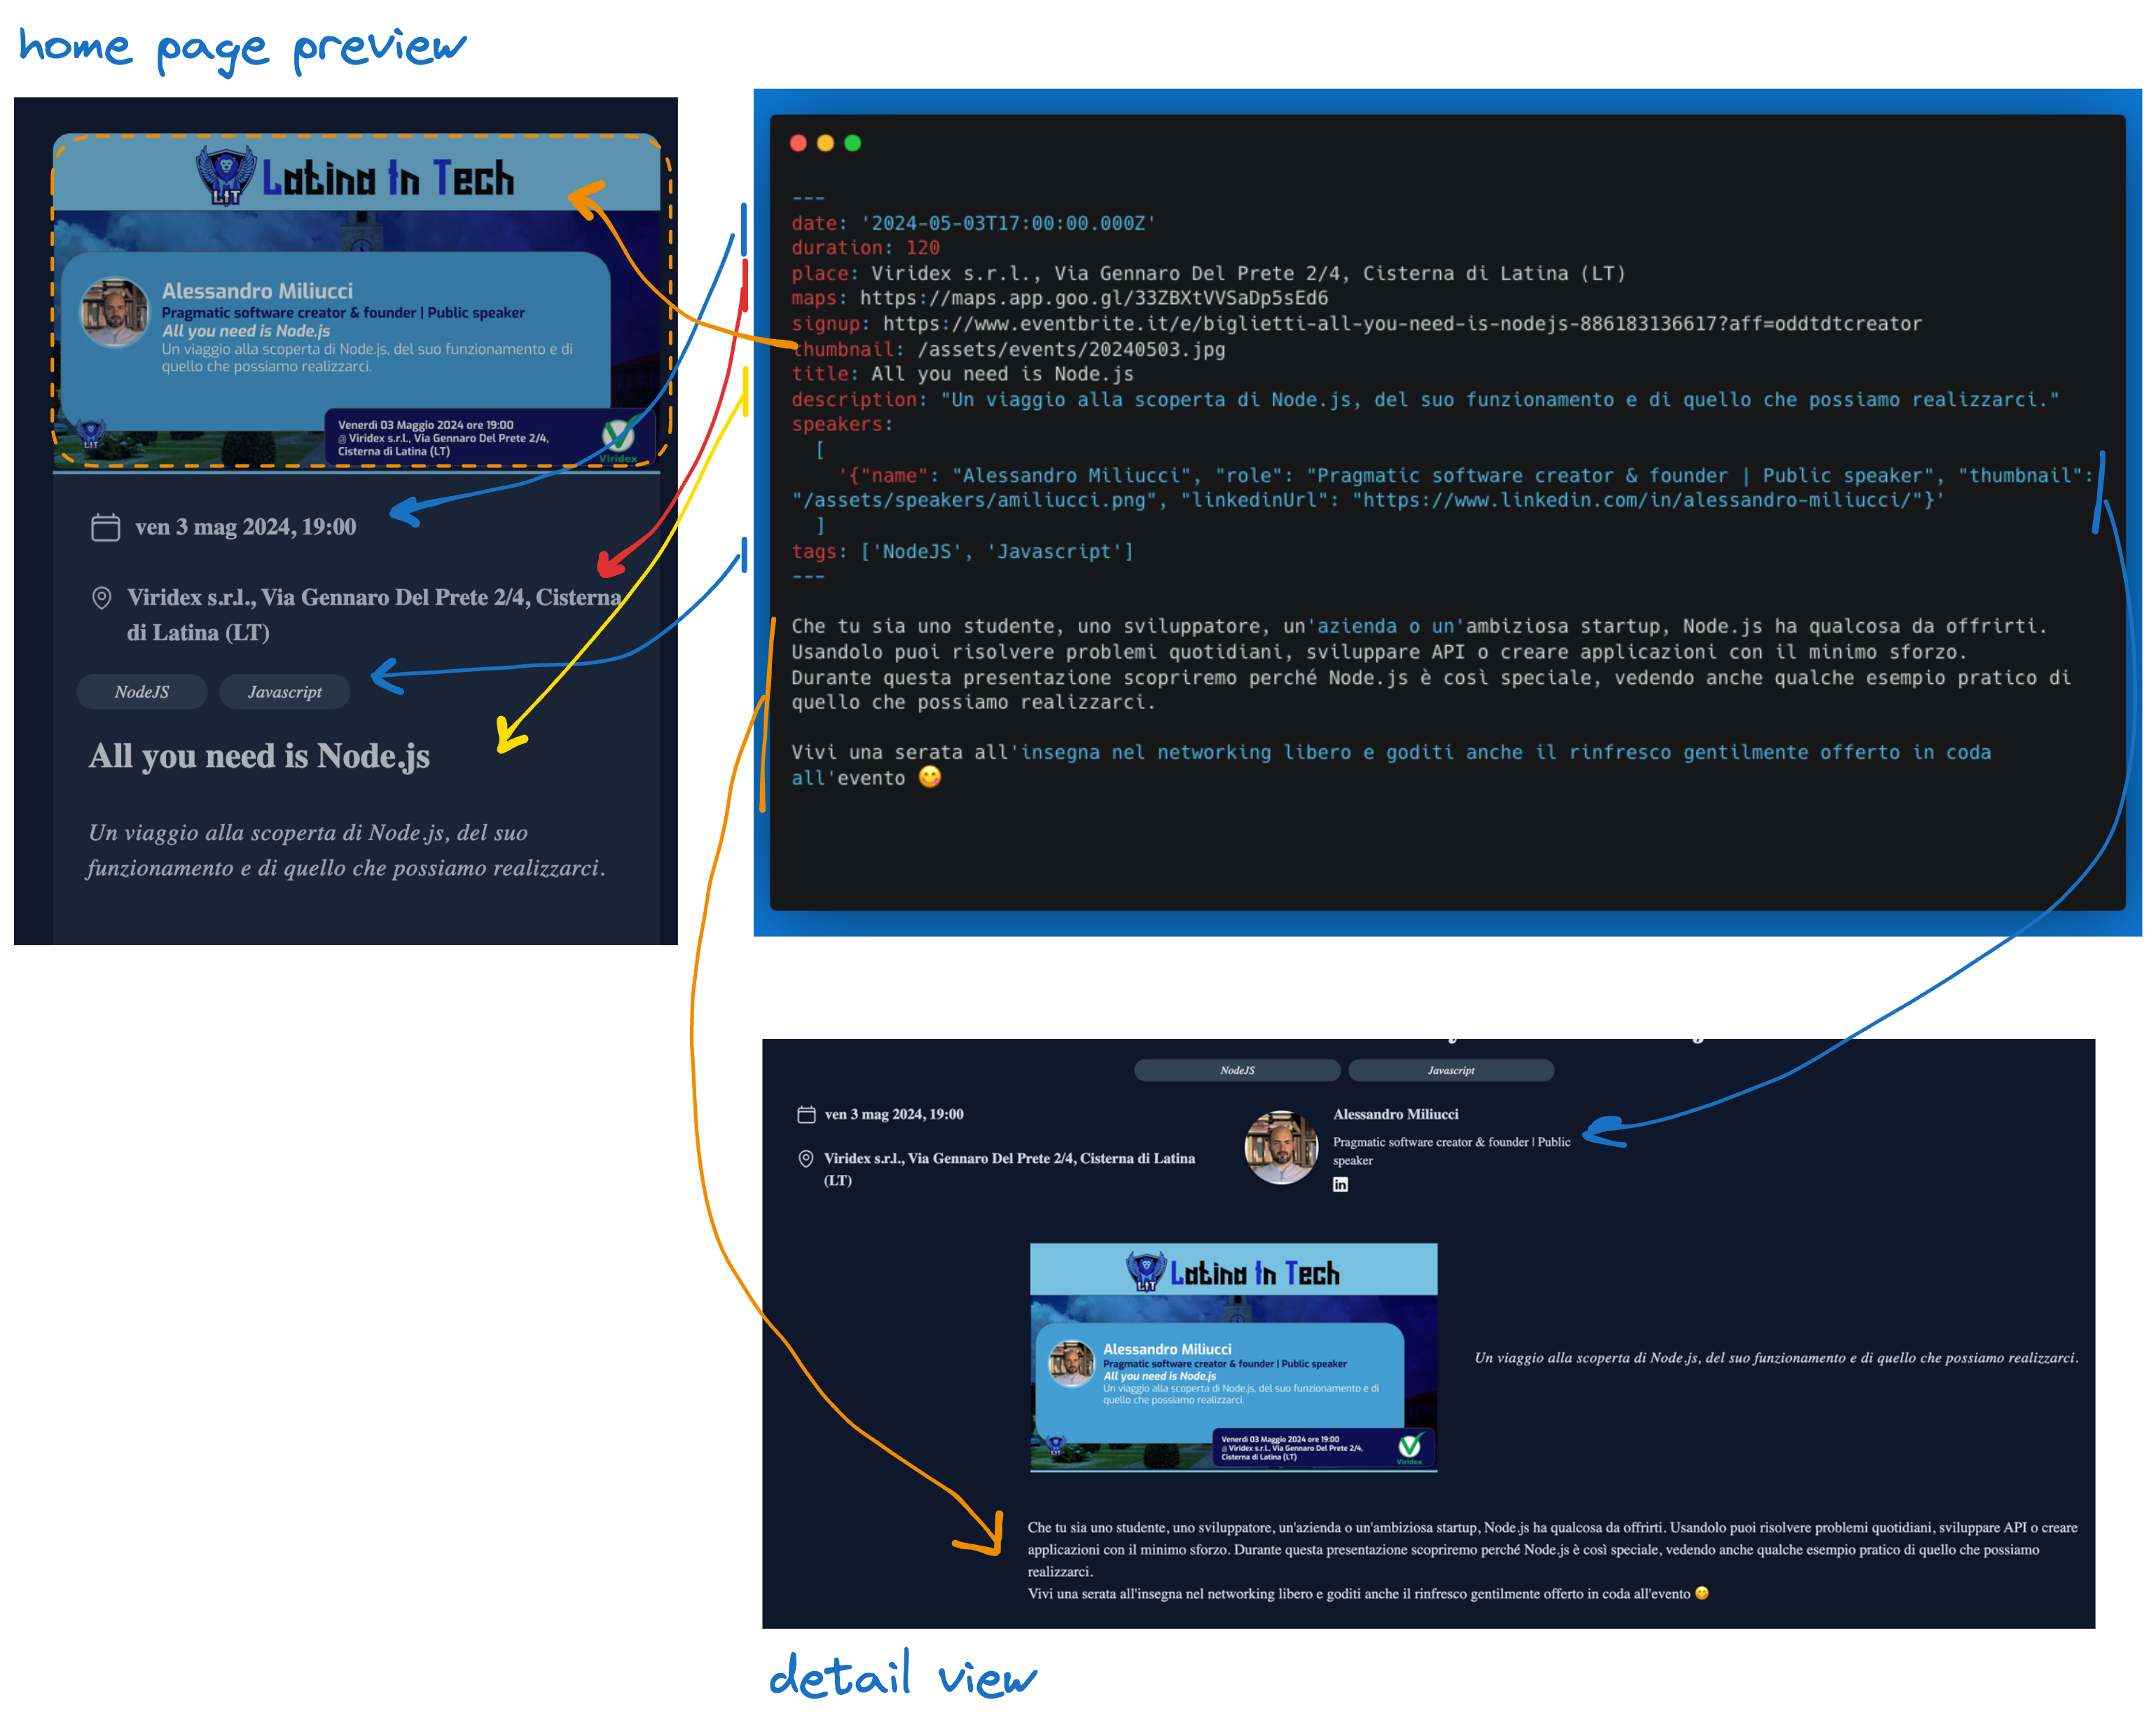 home page preview
LIT Latina In Tech
Alessandro Miliucci
Pragmatic software creator & founder | Public speaker
All you need is Node.js
Un viaggio alla scoperta di Node.js, del suo funzionamento e di
quello che possiamo realizzarci.
LIT
Venerdì 03 Maggio 2024 ore 19:00
@ Viridex s.r.l., Via Gennaro Del Prete 2/4,
Cisterna di Latina (LT)
Viridex
ven 3 mag 2024, 19:00
Viridex s.r.l., Via Gennaro Del Prete 2/4, Cisterna
di Latina (LT)
NodeJS Javascript
All you need is Node.js
Un viaggio alla scoperta di Node.js, del suo
funzionamento e di quello che possiamo realizzarci.
---
date: '2024-05-03T17:00:00.000Z'
duration: 120
place: Viridex s.r.l., Via Gennaro Del Prete 2/4, Cisterna di Latina (LT)
maps: https://maps.app.goo.gl/33ZBXtVVSaDp5sEd6
signup: https://www.eventbrite.it/e/biglietti-all-you-need-is-nodejs-886183136617?aff=oddtdtcreator
thumbnail: /assets/events/20240503.jpg
title: All you need is Node.js
description: "Un viaggio alla scoperta di Node.js, del suo funzionamento e di quello che possiamo realizzarci."
speakers:
[
'{"name": "Alessandro Miliucci", "role": "Pragmatic software creator & founder | Public speaker", "thumbnail":
"/assets/speakers/amiliucci.png", "linkedinUrl": "https://www.linkedin.com/in/alessandro-miliucci/"}'
]
tags: ['NodeJS', 'Javascript']
---
Che tu sia uno studente, uno sviluppatore, un'azienda o un'ambiziosa startup, Node.js ha qualcosa da offrirti.
Usandolo puoi risolvere problemi quotidiani, sviluppare API o creare applicazioni con il minimo sforzo.
Durante questa presentazione scopriremo perché Node.js è così speciale, vedendo anche qualche esempio pratico di
quello che possiamo realizzarci.
Vivi una serata all'insegna nel networking libero e goditi anche il rinfresco gentilmente offerto in coda
all'evento 😋
NodeJS Javascript
ven 3 mag 2024, 19:00
Viridex s.r.l., Via Gennaro Del Prete 2/4, Cisterna di Latina
(LT)
Alessandro Miliucci
Pragmatic software creator & founder | Public
speaker
in
LIT Latina In Tech
Alessandro Miliucci
Pragmatic software creator & founder | Public speaker
All you need is Node.js
Un viaggio alla scoperta di Node.js, del suo funzionamento e di
quello che possiamo realizzarci.
LIT
Venerdì 03 Maggio 2024 ore 19:00
@ Viridex s.r.l., Via Gennaro Del Prete 2/4,
Cisterna di Latina (LT)
Viridex
Un viaggio alla scoperta di Node.js, del suo funzionamento e di quello che possiamo realizzarci.
Che tu sia uno studente, uno sviluppatore, un'azienda o un'ambiziosa startup, Node.js ha qualcosa da offrirti. Usandolo puoi risolvere problemi quotidiani, sviluppare API o creare
applicazioni con il minimo sforzo. Durante questa presentazione scopriremo perché Node.js è così speciale, vedendo anche qualche esempio pratico di quello che possiamo
realizzarci.
Vivi una serata all'insegna nel networking libero e goditi anche il rinfresco gentilmente offerto in coda all'evento 😋
detail view